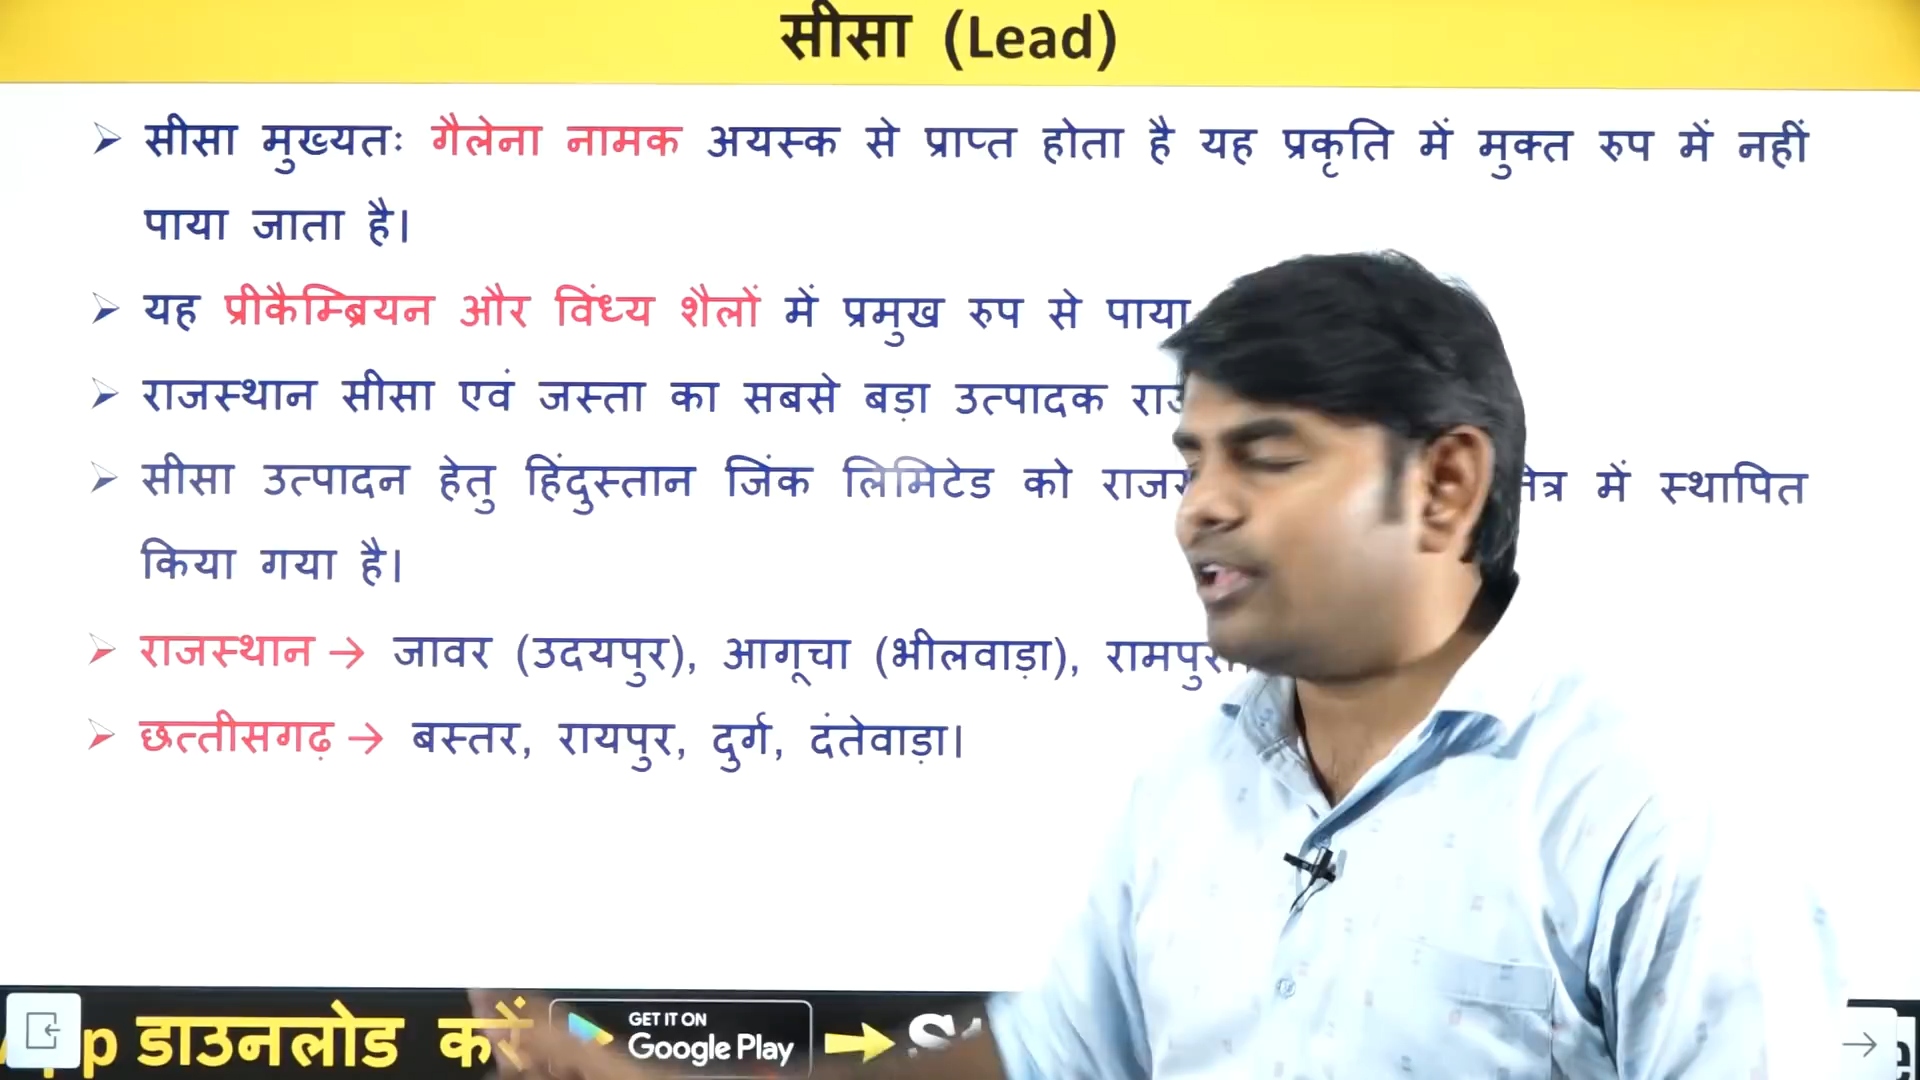 सीसा (Lead)
सीसा मुख्यतः गैलेना नामक अयस्क से प्राप्त होता है यह प्रकृति में मुक्त रुप में नहीं
पाया जाता है।
यह प्रीकैम्ब्रियन और विंध्य शैलों में प्रमुख रुप से पाया
राजस्थान सीसा एवं जस्ता का सबसे बड़ा उत्पादक
सीसा उत्पादन हेतु हिंदुस्तान जिंक लिमिटेड को में स्थापित
किया गया है।
राजस्थान → जावर (उदयपुर), आगूचा (भीलवाड़ा),
छत्तीसगढ़ → बस्तर, रायपुर, दुर्ग, दंतेवाड़ा।
डाउनलोड करें GET IT ON
Google Play